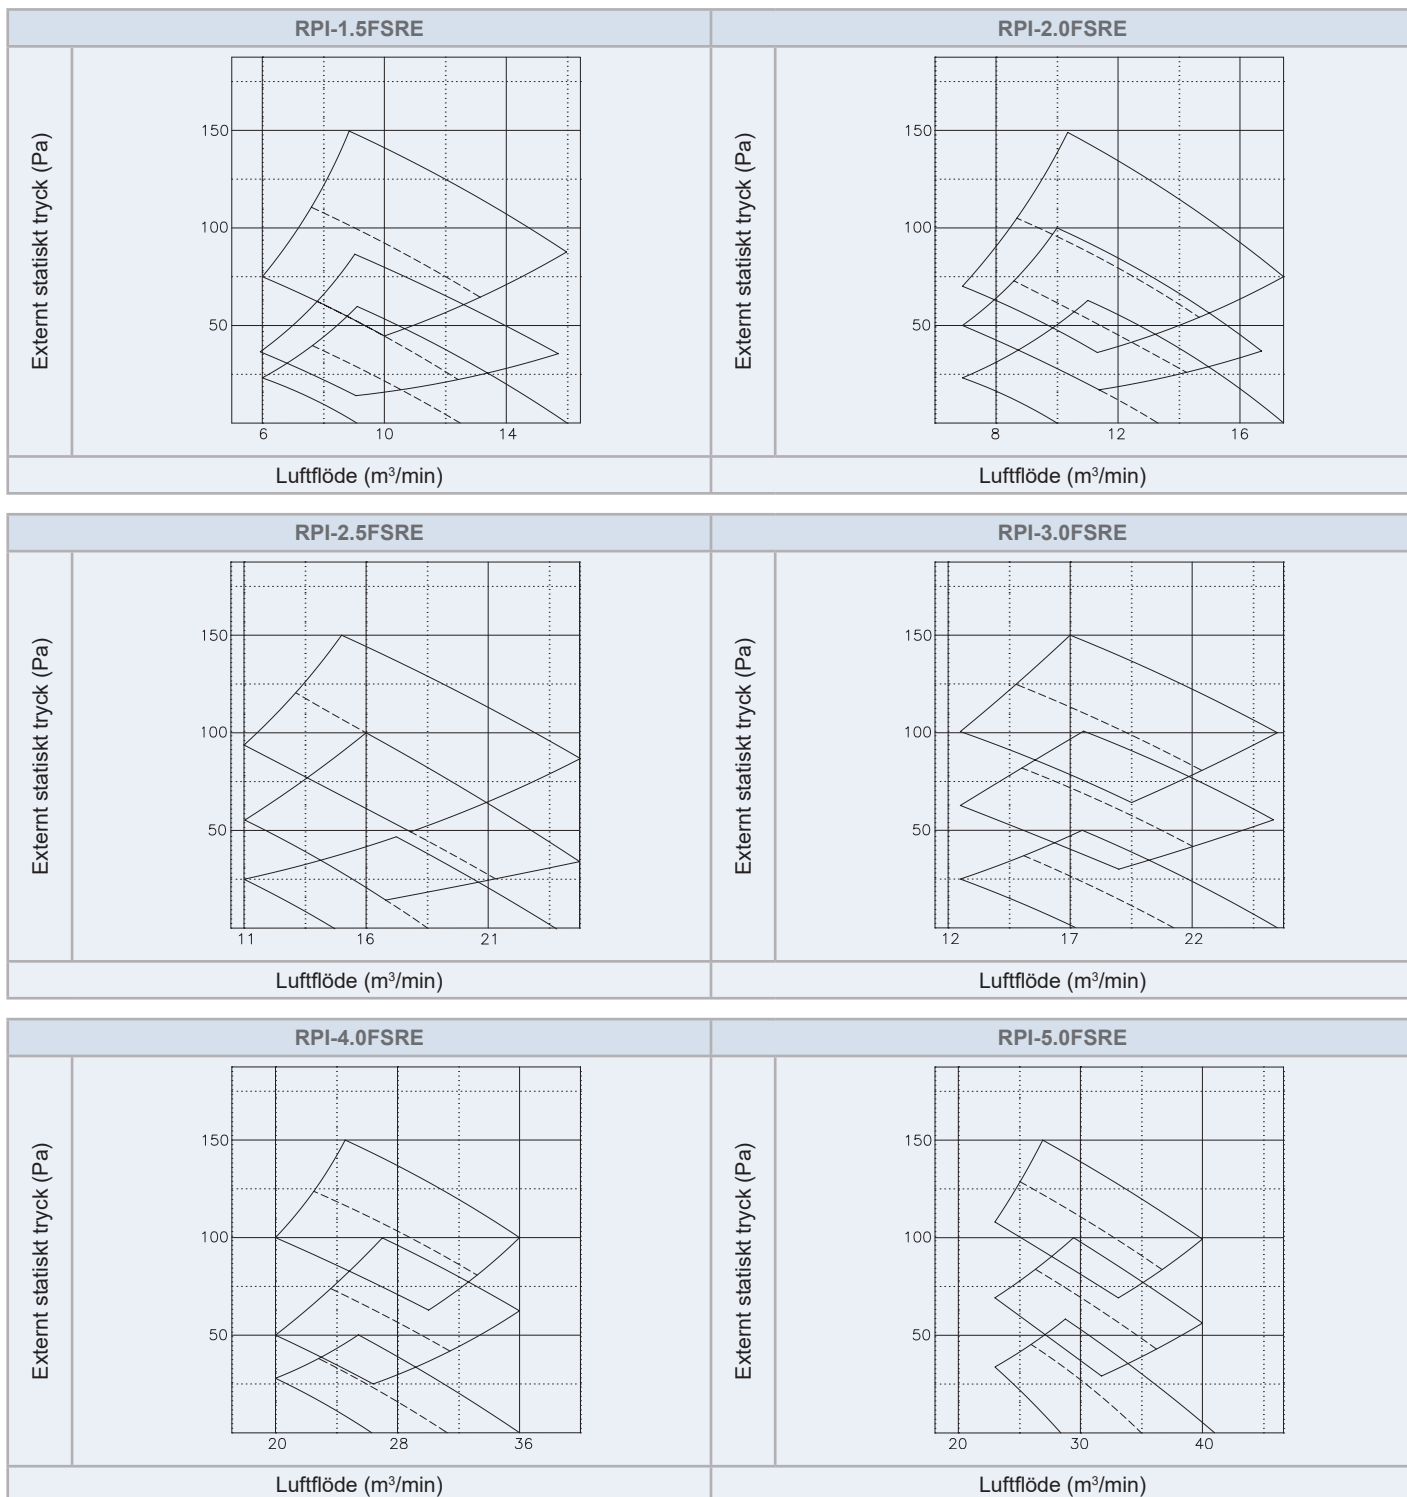 RPI-1.5FSRE
RPI-2.0FSRE
Externt statiskt tryck (Pa)
150
100
50
6 10 14
Externt statiskt tryck (Pa)
150
100
50
8 12 16
Luftflöde (m³/min)
Luftflöde (m³/min)
RPI-2.5FSRE
RPI-3.0FSRE
Externt statiskt tryck (Pa)
150
100
50
11 16 21
Externt statiskt tryck (Pa)
150
100
50
12 17 22
Luftflöde (m³/min)
Luftflöde (m³/min)
RPI-4.0FSRE
RPI-5.0FSRE
Externt statiskt tryck (Pa)
150
100
50
20 28 36
Externt statiskt tryck (Pa)
150
100
50
20 30 40
Luftflöde (m³/min)
Luftflöde (m³/min)